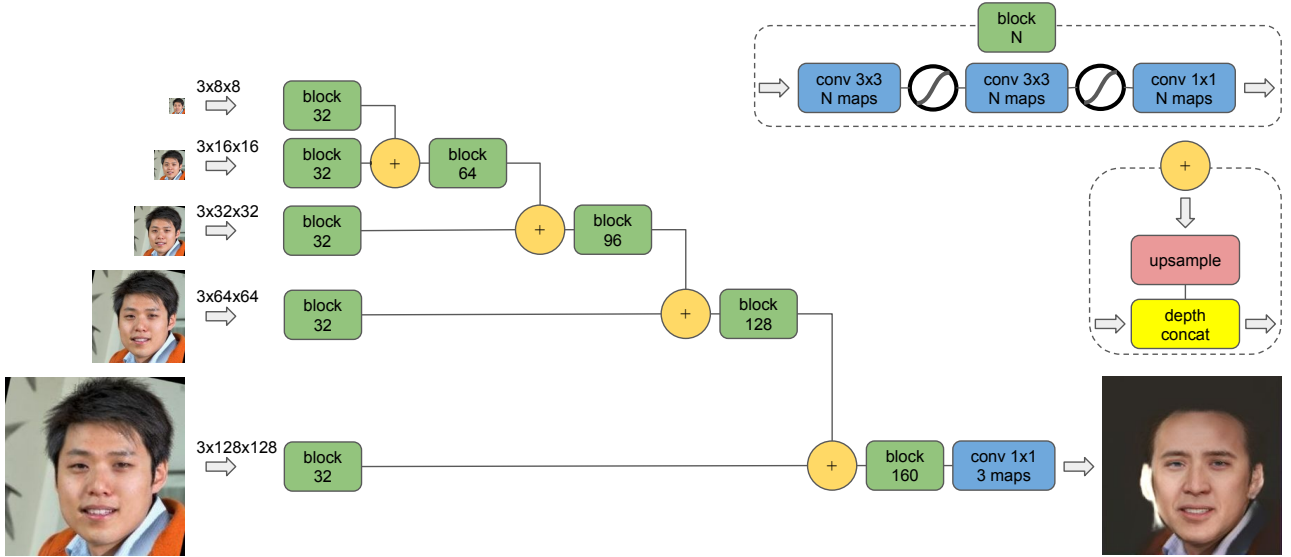 block
N
conv 3x3
N maps
conv 3x3
N maps
conv 1x1
N maps
3x8x8
block
32
3x16x16
block
32
+
block
64
+
3x32x32
block
32
+
block
96
upsample
3x64x64
block
32
+
block
128
depth
concat
3x128x128
block
32
+
block
160
conv 1x1
3 maps